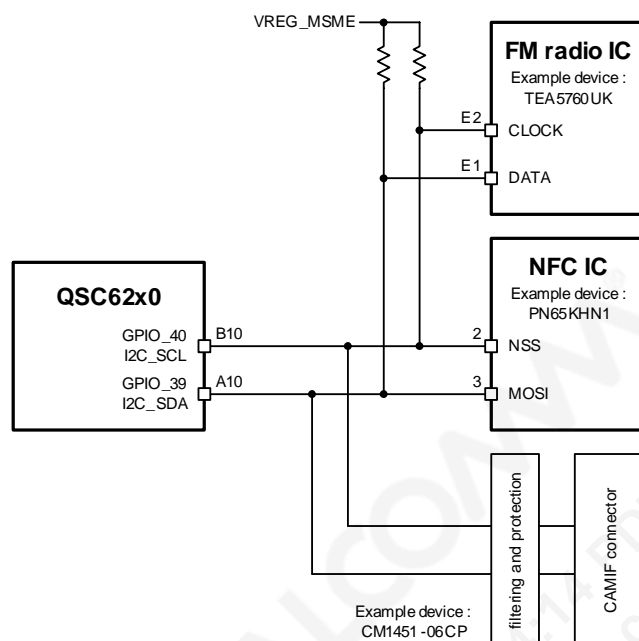 VREG_MSME
FM radio IC
Example device :
TEA5760UK
E2
CLOCK
E1
DATA
QSC62x0
GPIO_40
I2C_SCL
B10
GPIO_39
I2C_SDA
A10
NFC IC
Example device :
PN65KHN1
2
NSS
3
MOSI
filtering and protection
CAMIF connector
Example device :
CM1451-06CP